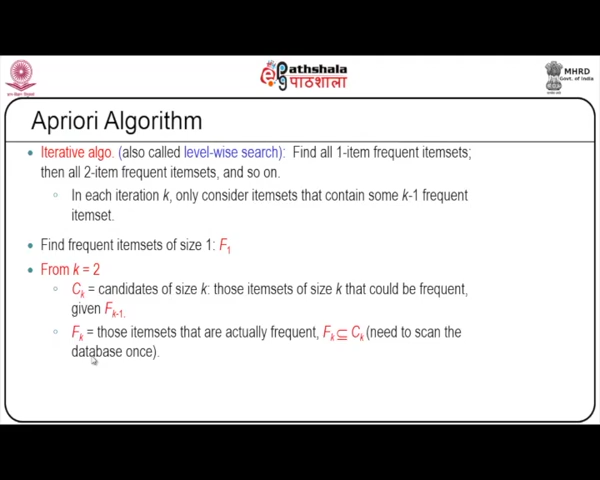 ePathshala
पाठशाला
MHRD
Govt. of India
Apriori Algorithm
• Iterative algo. (also called level-wise search): Find all 1-item frequent itemsets;
then all 2-item frequent itemsets, and so on.
◦ In each iteration k, only consider itemsets that contain some k-1 frequent
itemset.
• Find frequent itemsets of size 1: F1
• From k = 2
◦ Ck = candidates of size k: those itemsets of size k that could be frequent,
given Fk-1.
◦ Fk = those itemsets that are actually frequent, Fk ⊆ Ck (need to scan the
database once).